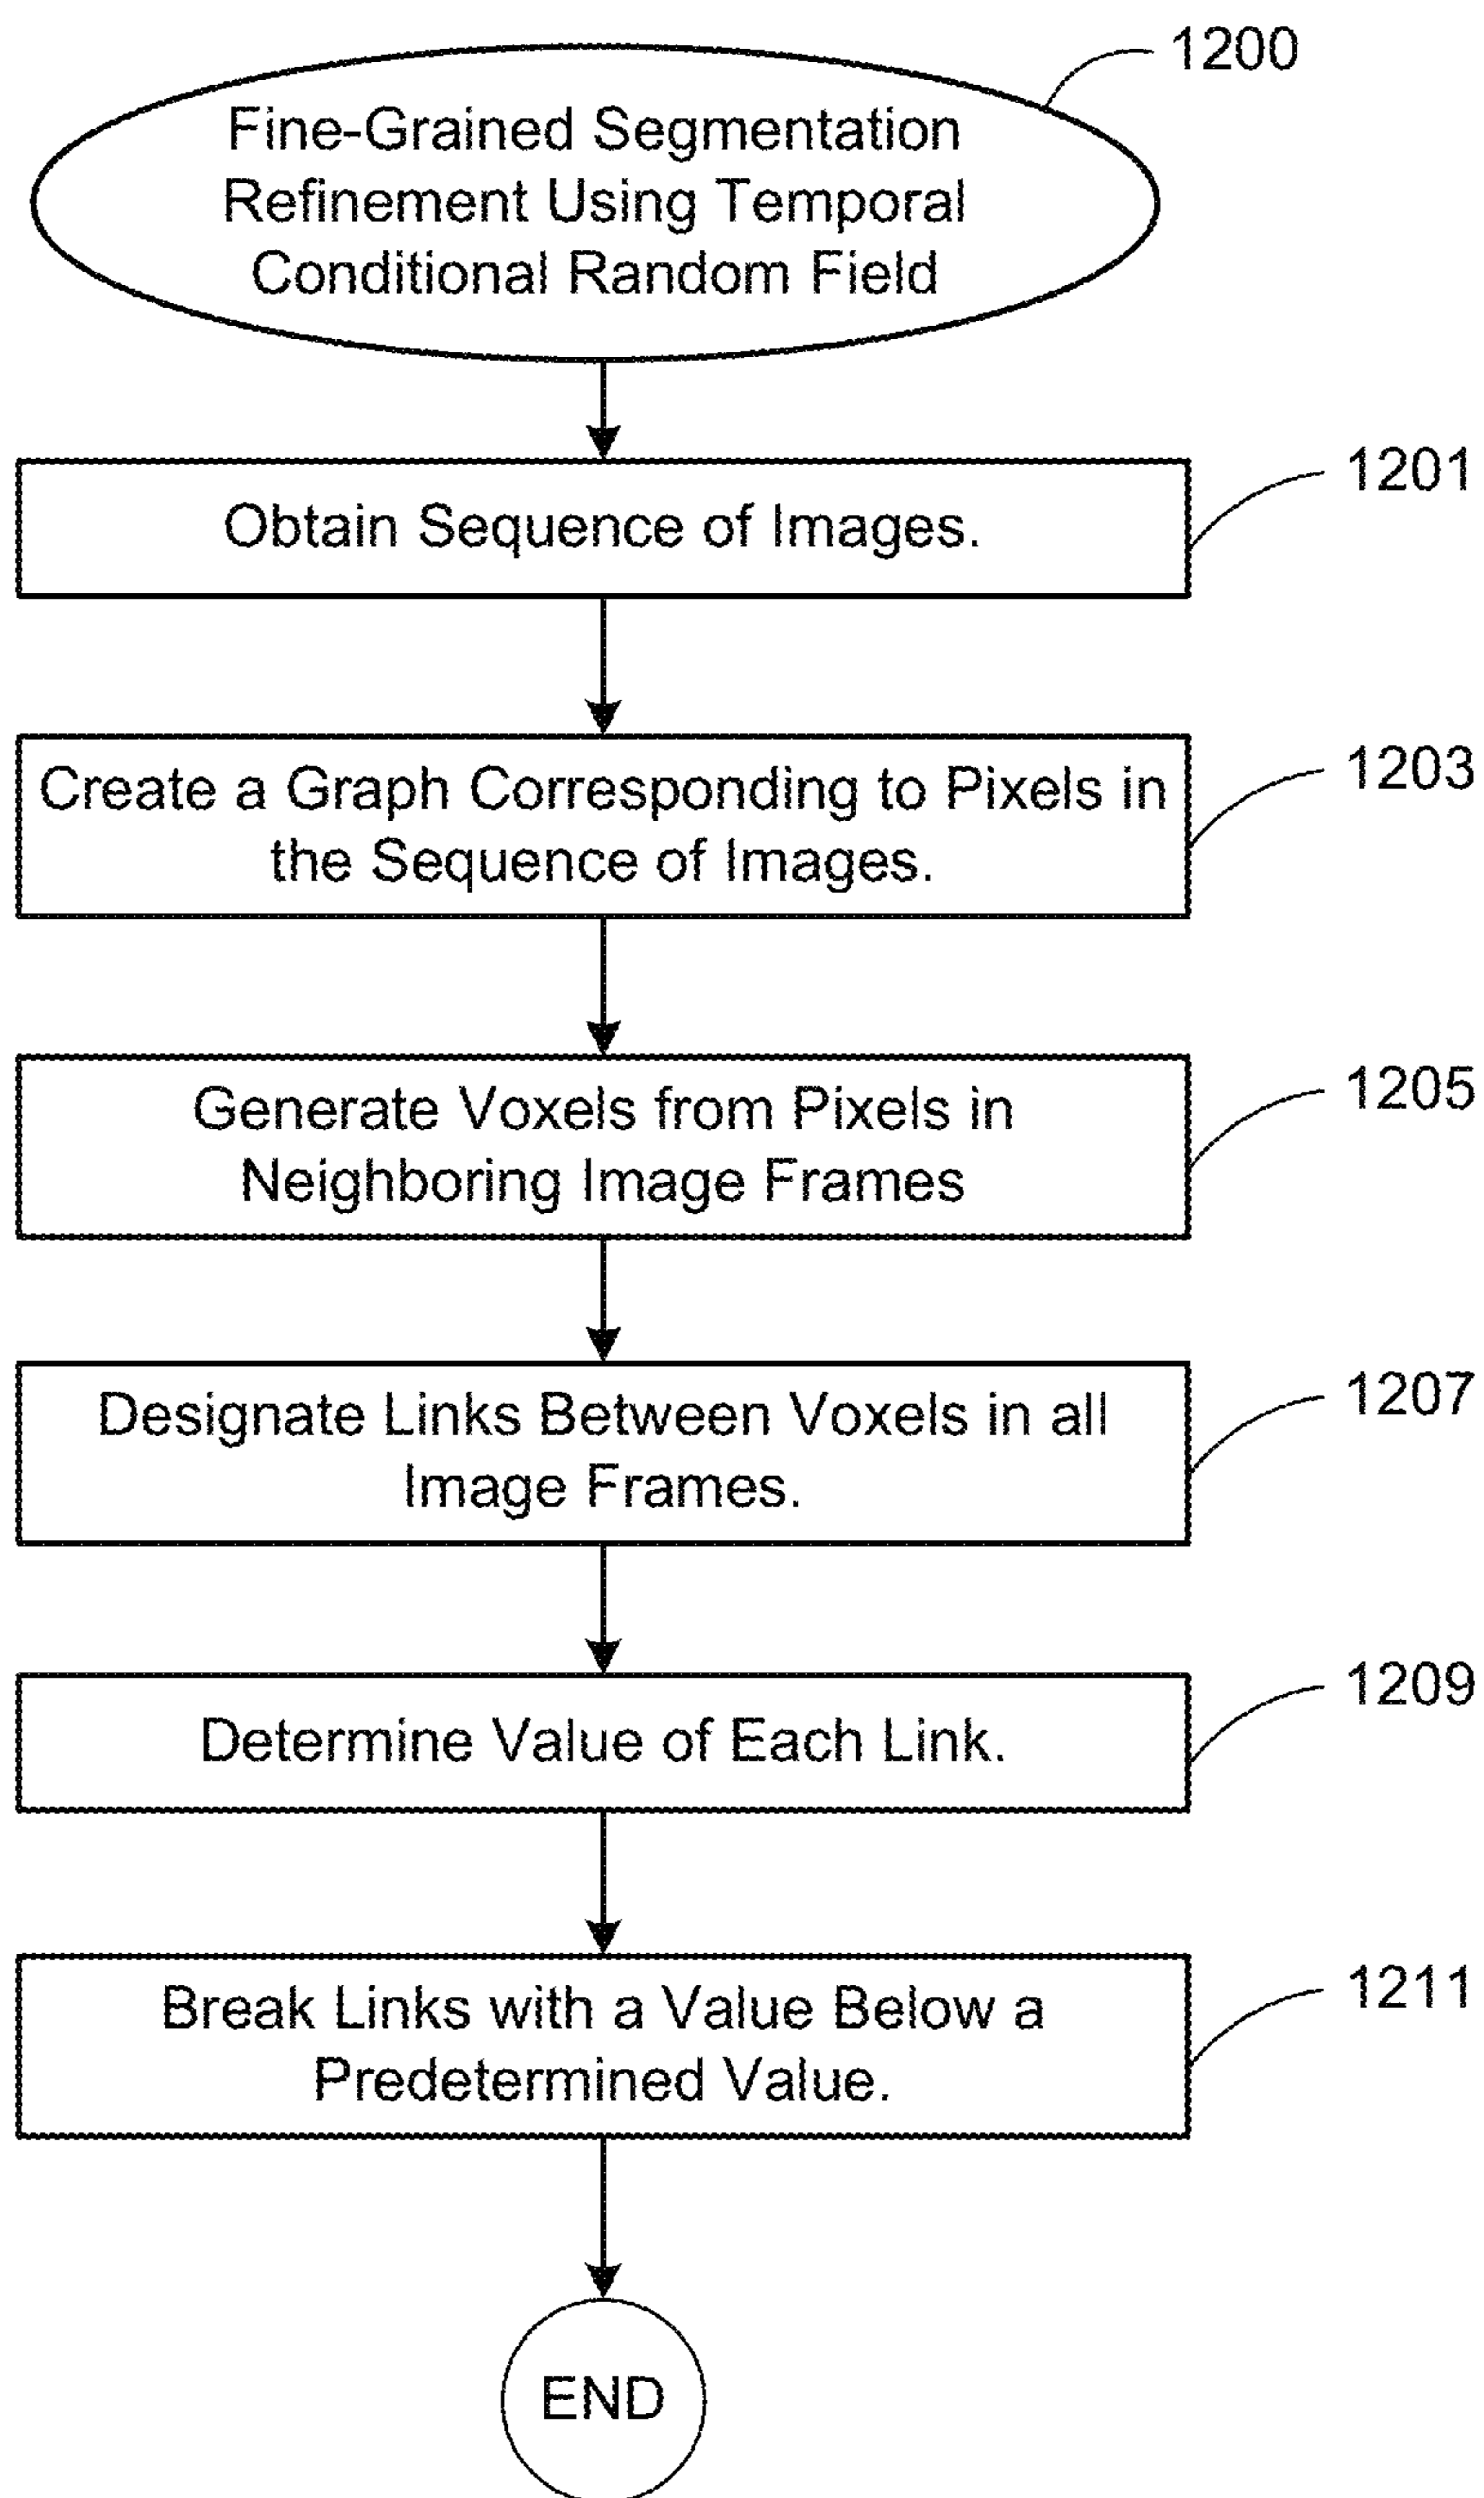 1200
Fine-Grained Segmentation
Refinement Using Temporal
Conditional Random Field
1201
Obtain Sequence of Images.
1203
Create a Graph Corresponding to Pixels in
the Sequence of Images.
1205
Generate Voxels from Pixels in
Neighboring Image Frames
1207
Designate Links Between Voxels in all
Image Frames.
1209
Determine Value of Each Link.
1211
Break Links with a Value Below a
Predetermined Value.
END